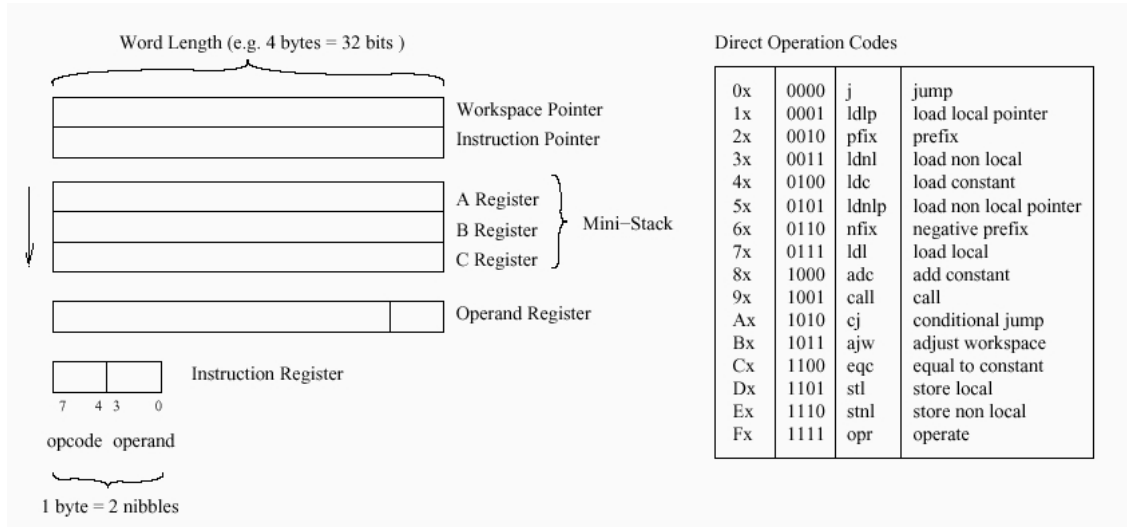 Word Length (e.g. 4 bytes = 32 bits )
Workspace Pointer
Instruction Pointer
A Register
B Register
C Register
Mini−Stack
Operand Register
Instruction Register
7 4 3 0
opcode operand
1 byte = 2 nibbles
Direct Operation Codes
0x 0000 j jump
1x 0001 ldlp load local pointer
2x 0010 pfix prefix
3x 0011 ldnl load non local
4x 0100 ldc load constant
5x 0101 ldnlp load non local pointer
6x 0110 nfix negative prefix
7x 0111 ldl load local
8x 1000 adc add constant
9x 1001 call call
Ax 1010 cj conditional jump
Bx 1011 ajw adjust workspace
Cx 1100 eqc equal to constant
Dx 1101 stl store local
Ex 1110 stnl store non local
Fx 1111 opr operate